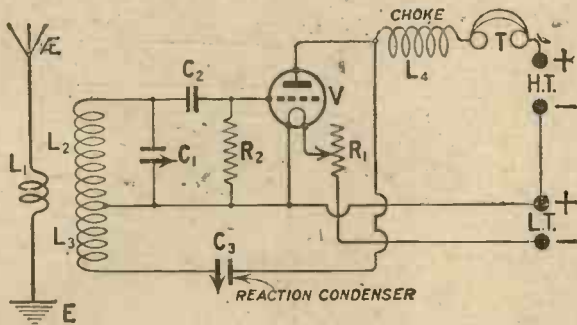 Æ
CHOKE
L4
T
+
H.T.
−
C2
V
L2
L1
C1
R2
R1
+
L.T.
−
L3
C3
REACTION CONDENSER
E